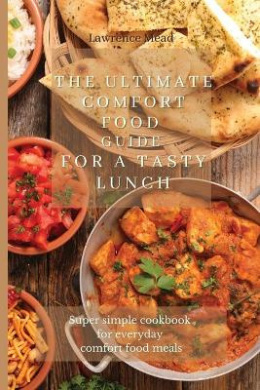 Lawrence Mead
THE ULTIMATE
COMFORT
FOOD
GUIDE
FOR A TASTY
LUNCH
Super simple cookbook
for everyday
comfort food meals